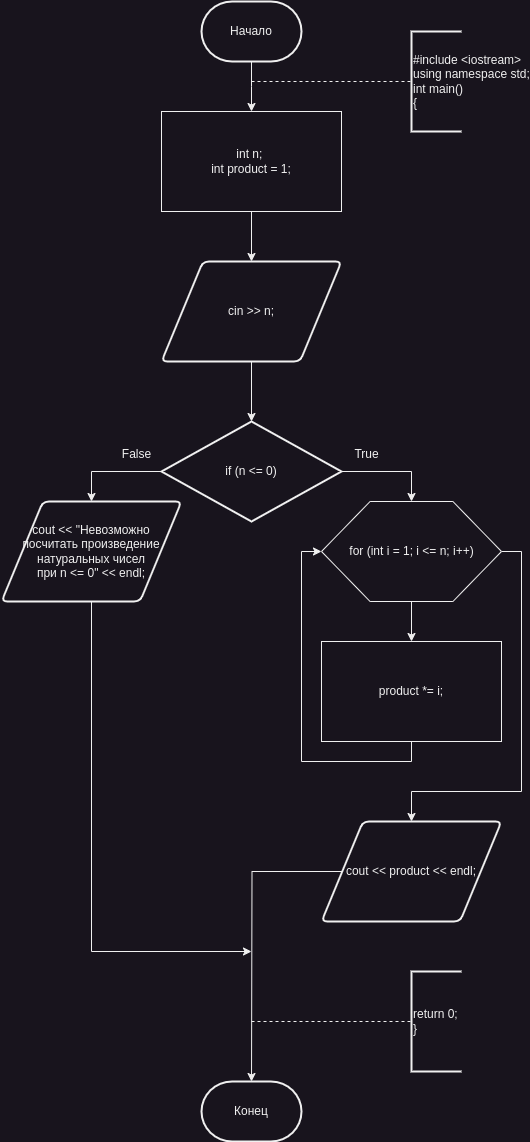 Начало
#include <iostream>
using namespace std;
int main()
{
int n;
int product = 1;
cin >> n;
False
if (n <= 0)
True
cout << "Невозможно
посчитать произведение
натуральных чисел
при n <= 0" << endl;
for (int i = 1; i <= n; i++)
product *= i;
cout << product << endl;
return 0;
}
Конец